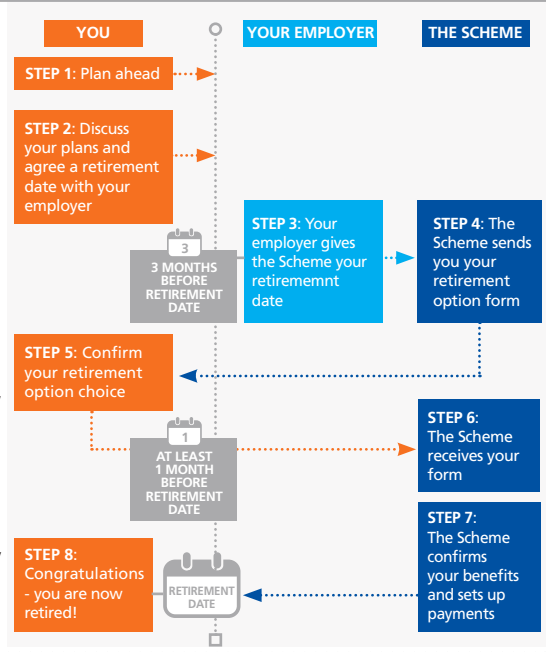 YOU
YOUR EMPLOYER
THE SCHEME
STEP 1: Plan ahead
STEP 2: Discuss
your plans and
agree a retirement
date with your
employer
3
3 MONTHS
BEFORE
RETIREMENT
DATE
STEP 3: Your
employer gives
the Scheme your
retirememnt
date
STEP 4: The
Scheme sends
you your
retirement
option form
STEP 5: Confirm
your retirement
option choice
1
AT LEAST
1 MONTH
BEFORE
RETIREMENT
DATE
STEP 6:
The Scheme
receives your
form
STEP 7:
The Scheme
confirms
your benefits
and sets up
payments
STEP 8:
Congratulations
- you are now
retired!
RETIREMENT
DATE